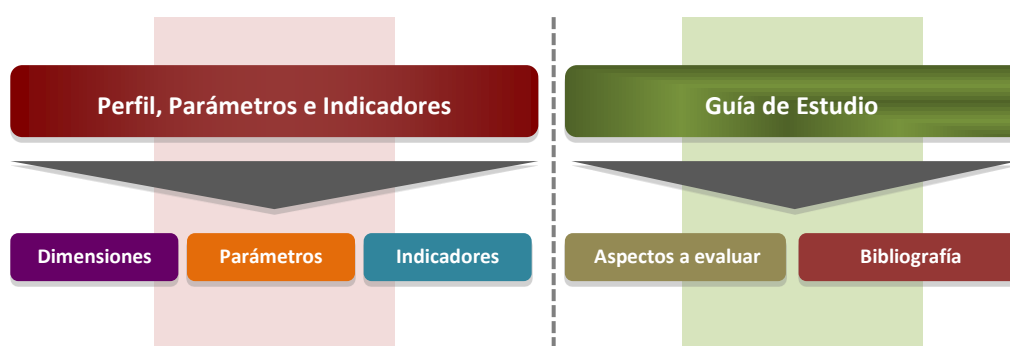 Perfil, Parámetros e Indicadores
Guía de Estudio
Dimensiones
Parámetros
Indicadores
Aspectos a evaluar
Bibliografía